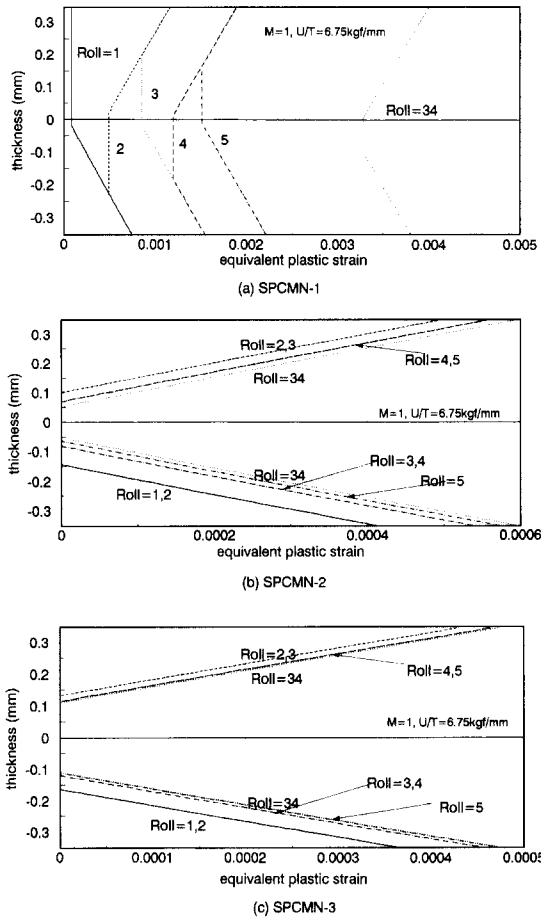 0.3
0.2
0.1
0
-0.1
-0.2
-0.3
thickness (mm)
M=1, U/T=6.75kgf/mm
Roll=1
3
Roll=34
2
4
5
0
0.001
0.002
0.003
0.004
0.005
equivalent plastic strain
(a) SPCMN-1
0.3
0.2
0.1
0
-0.1
-0.2
-0.3
thickness (mm)
Roll=2,3
Roll=4,5
Roll=34
M=1, U/T=6.75kgf/mm
Roll=34
Roll=3,4
Roll=5
Roll=1,2
0
0.0002
0.0004
0.0006
equivalent plastic strain
(b) SPCMN-2
0.3
0.2
0.1
0
-0.1
-0.2
-0.3
thickness (mm)
Roll=2,3
Roll=4,5
Roll=34
M=1, U/T=6.75kgf/mm
Roll=34
Roll=3,4
Roll=5
Roll=1,2
0
0.0001
0.0002
0.0003
0.0004
0.0005
equivalent plastic strain
(c) SPCMN-3